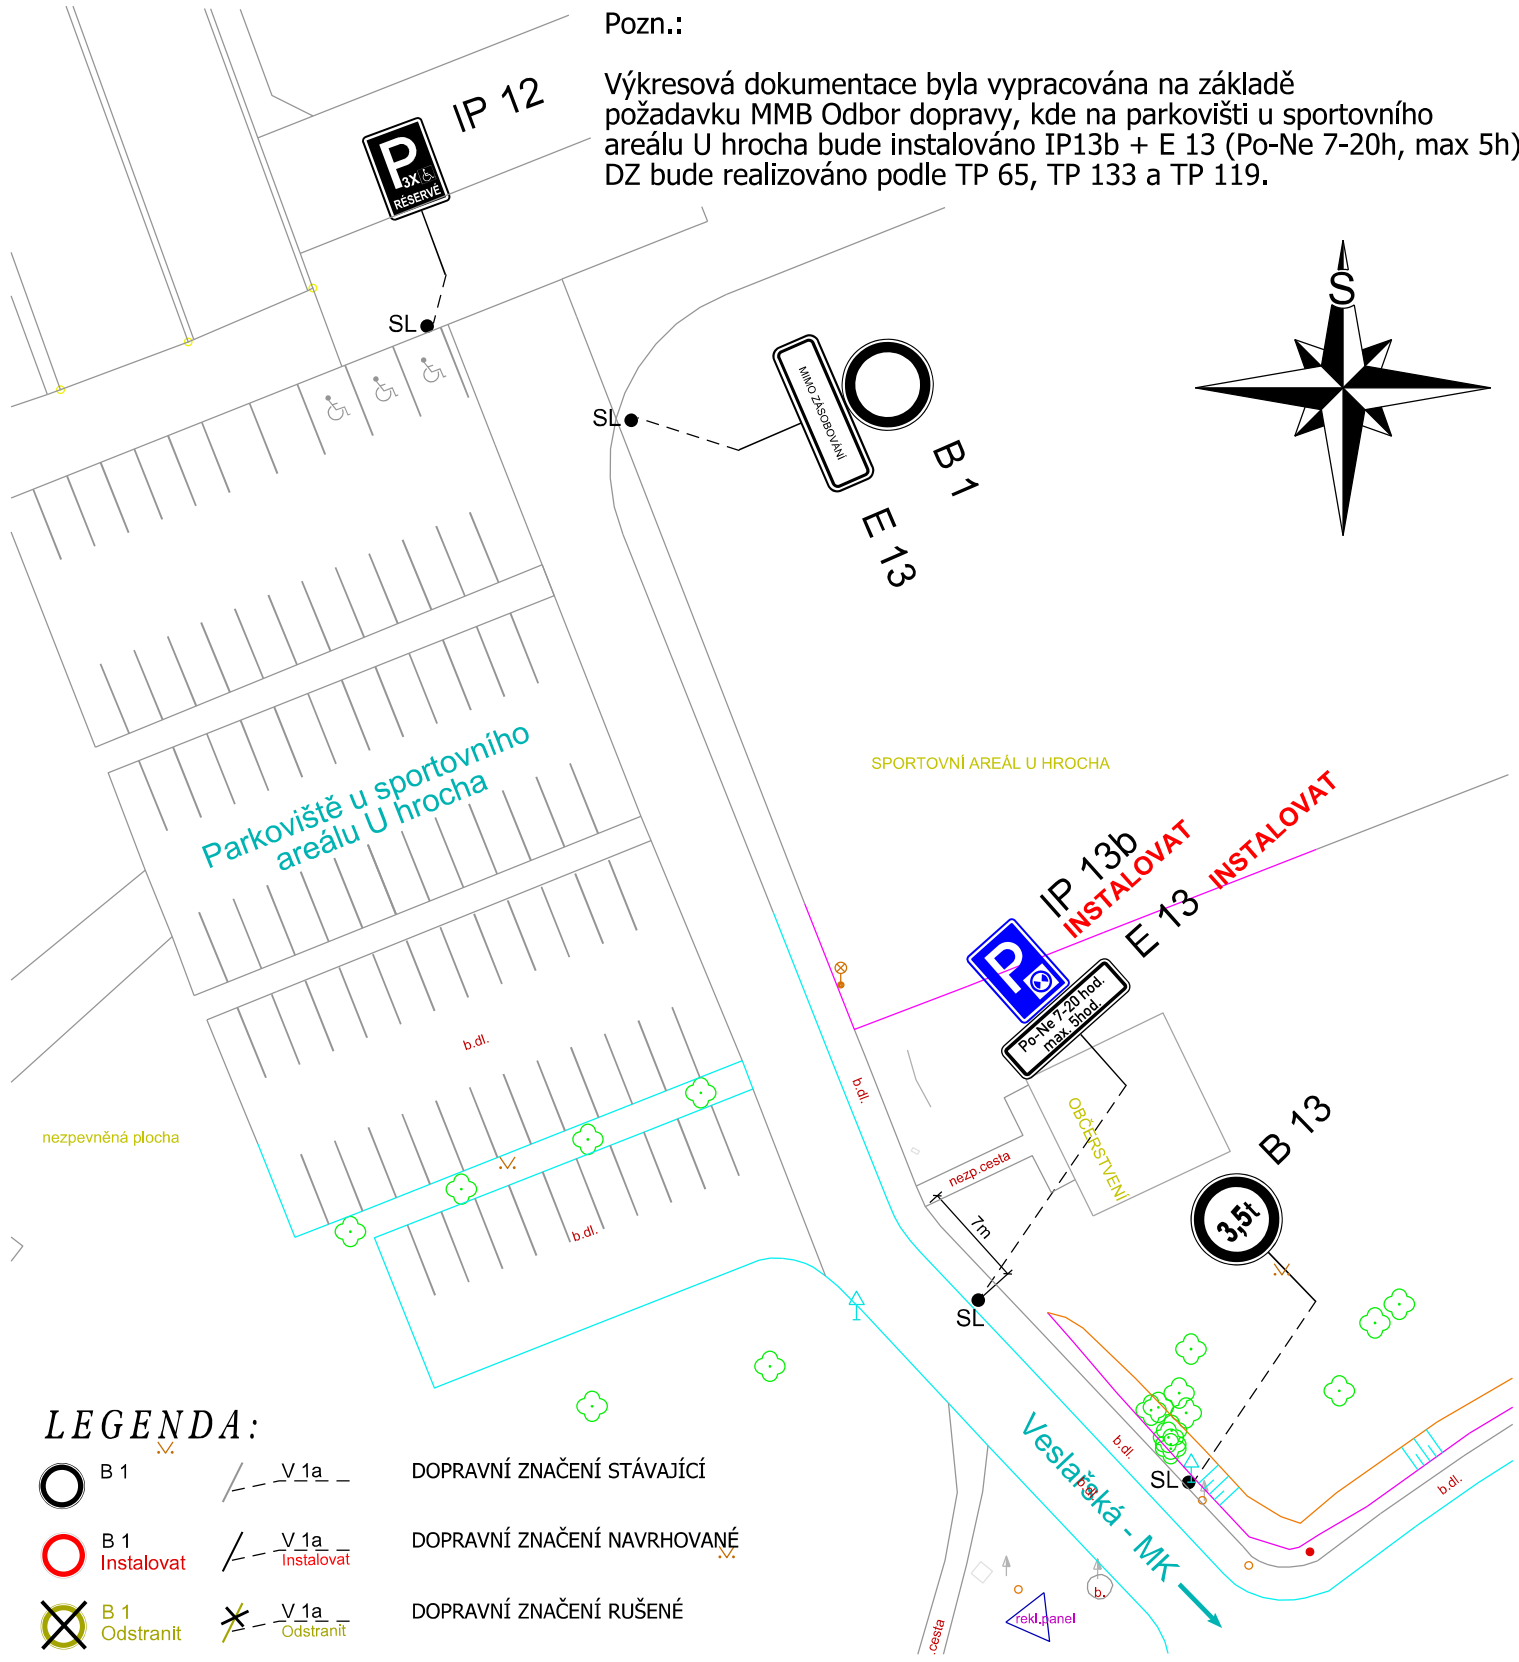 Pozn.:
Výkresová dokumentace byla vypracována na základě
požadavku MMB Odbor dopravy, kde na parkovišti u sportovního
areálu U hrocha bude instalováno IP13b + E 13 (Po-Ne 7-20h, max 5h)
DZ bude realizováno podle TP 65, TP 133 a TP 119.
IP 12
P
3X
RÉSERVÉ
SL
S
SL
MIMO ZÁSOBOVÁNÍ
B 1
E 13
Parkoviště u sportovního
areálu U hrocha
SPORTOVNÍ AREÁL U HROCHA
IP 13b
INSTALOVAT
E 13
INSTALOVAT
P
Po-Ne 7-20 hod.
max. 5hod.
b.dl.
b.dl.
nezpevněná plocha
OBČERSTVENÍ
B 13
nezp.cesta
3,5t
7m
b.dl.
SL
Veslařská - MK
b.dl.
SL
b.dl.
b.dl.
b.
rekl.panel
.cesta
LEGENDA:
B 1
V 1a
DOPRAVNÍ ZNAČENÍ STÁVAJÍCÍ
B 1
Instalovat
V 1a
Instalovat
DOPRAVNÍ ZNAČENÍ NAVRHOVANÉ
B 1
Odstranit
V 1a
Odstranit
DOPRAVNÍ ZNAČENÍ RUŠENÉ